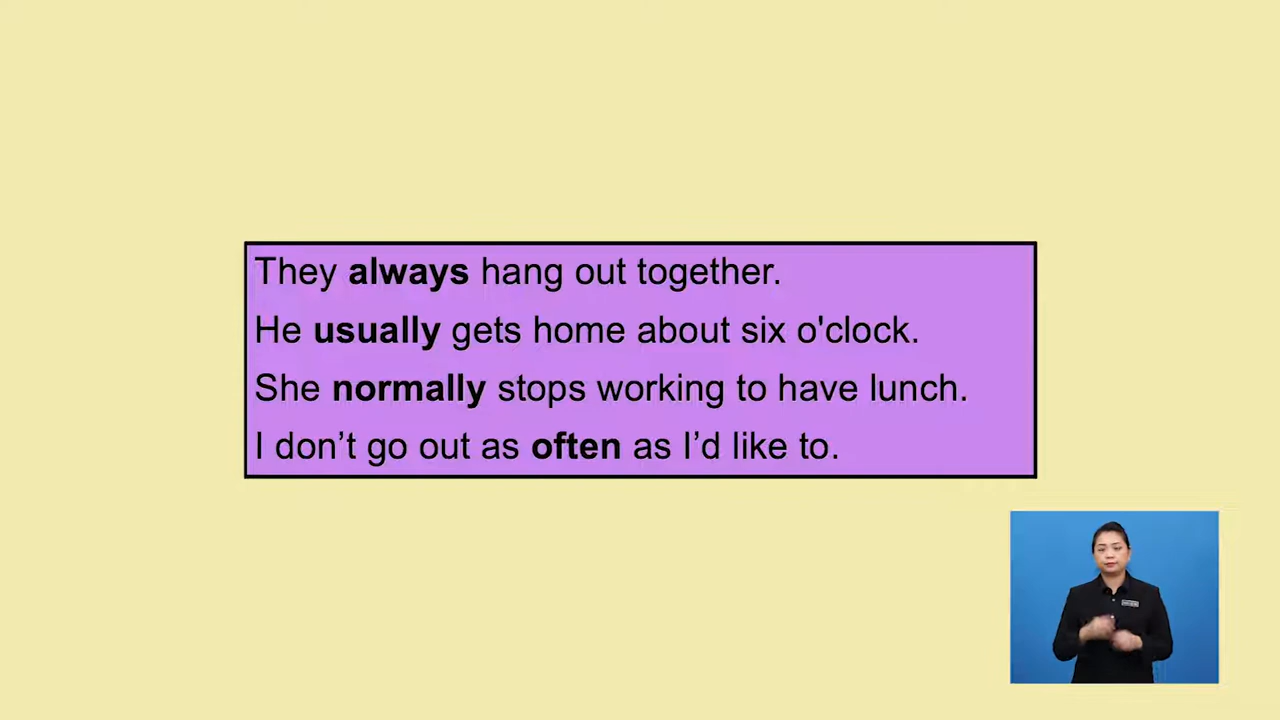 They always hang out together.
He usually gets home about six o'clock.
She normally stops working to have lunch.
I don’t go out as often as I’d like to.